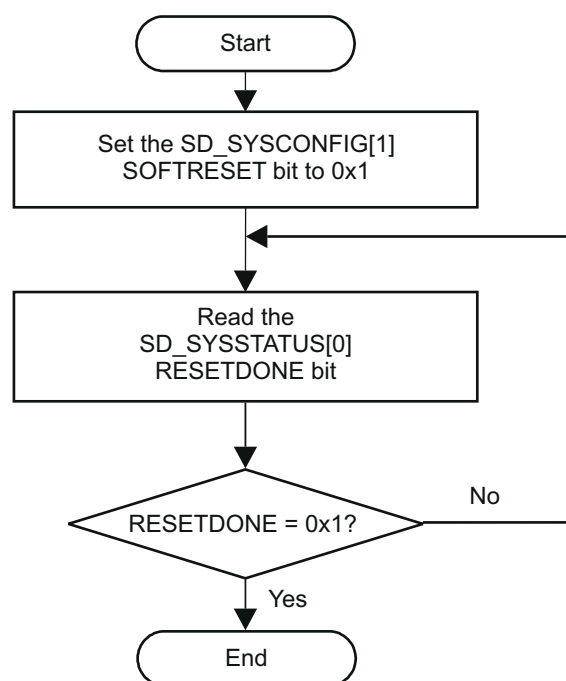 Start
Set the SD_SYSCONFIG[1]
SOFTRESET bit to 0x1
Read the
SD_SYSSTATUS[0]
RESETDONE bit
RESETDONE = 0x1?
No
Yes
End